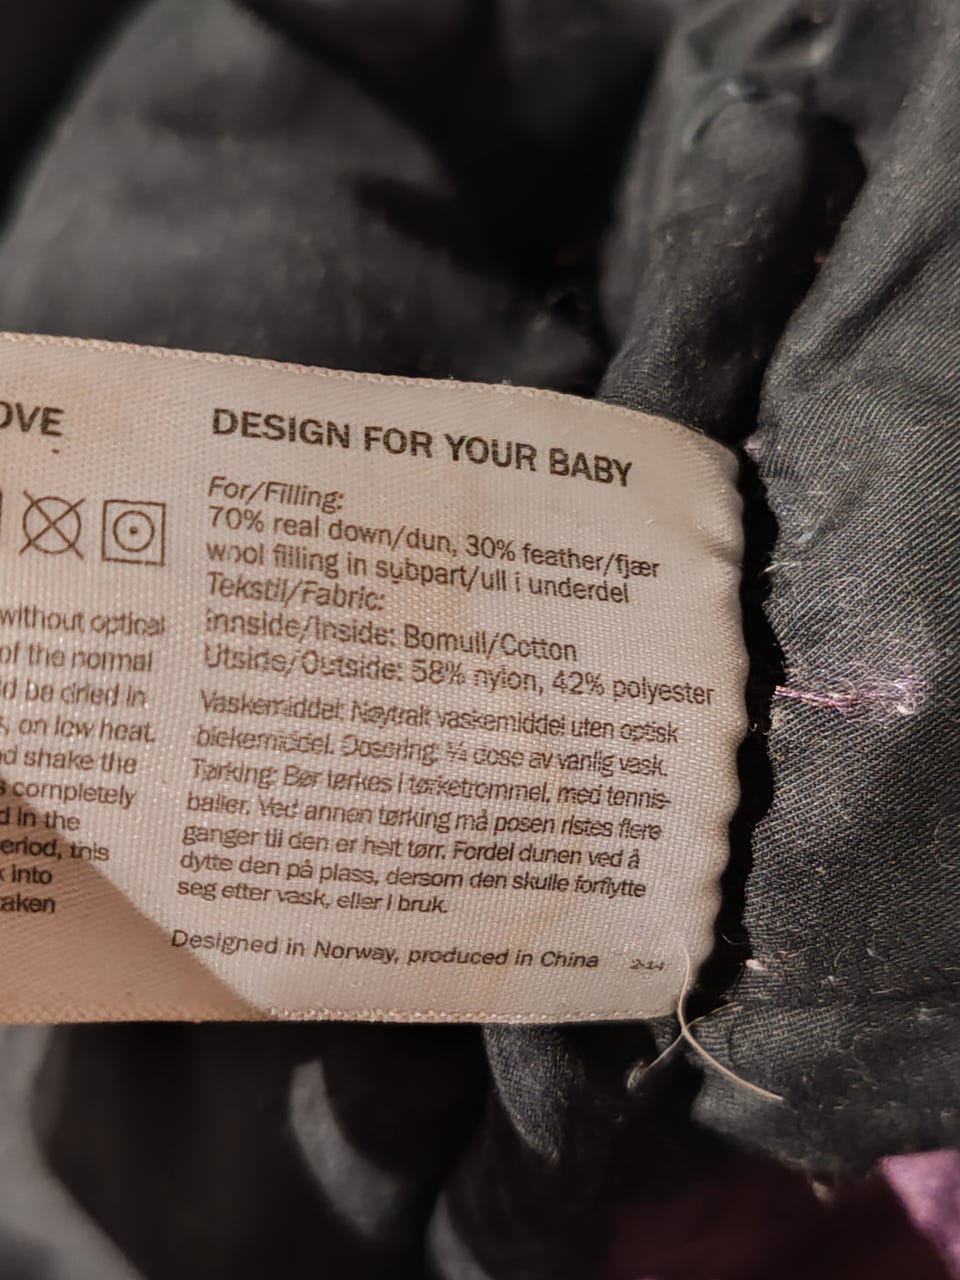 OVE
without optical
of the normal
d be dried in
, on low heat.
nd shake the
s completely
d in the
eriod, this
k into
aken
DESIGN FOR YOUR BABY
For/Filling:
70% real down/dun, 30% feather/fjær
wool filling in subpart/ull i underdel
Tekstil/Fabric:
Innside/Inside: Bomull/Cotton
Utside/Outside: 58% nylon, 42% polyester
Vaskemiddel: Nøytralt vaskemiddel uten optisk
blekemiddel. Dosering: ¼ dose av vanlig vask.
Tørking: Bør tørkes i tørketrommel, med tennis-
baller. Ved annen tørking må posen ristes flere
ganger til den er helt tørr. Fordel dunen ved å
dytte den på plass, dersom den skulle forflytte
seg etter vask, eller i bruk.
Designed in Norway, produced in China 2-14